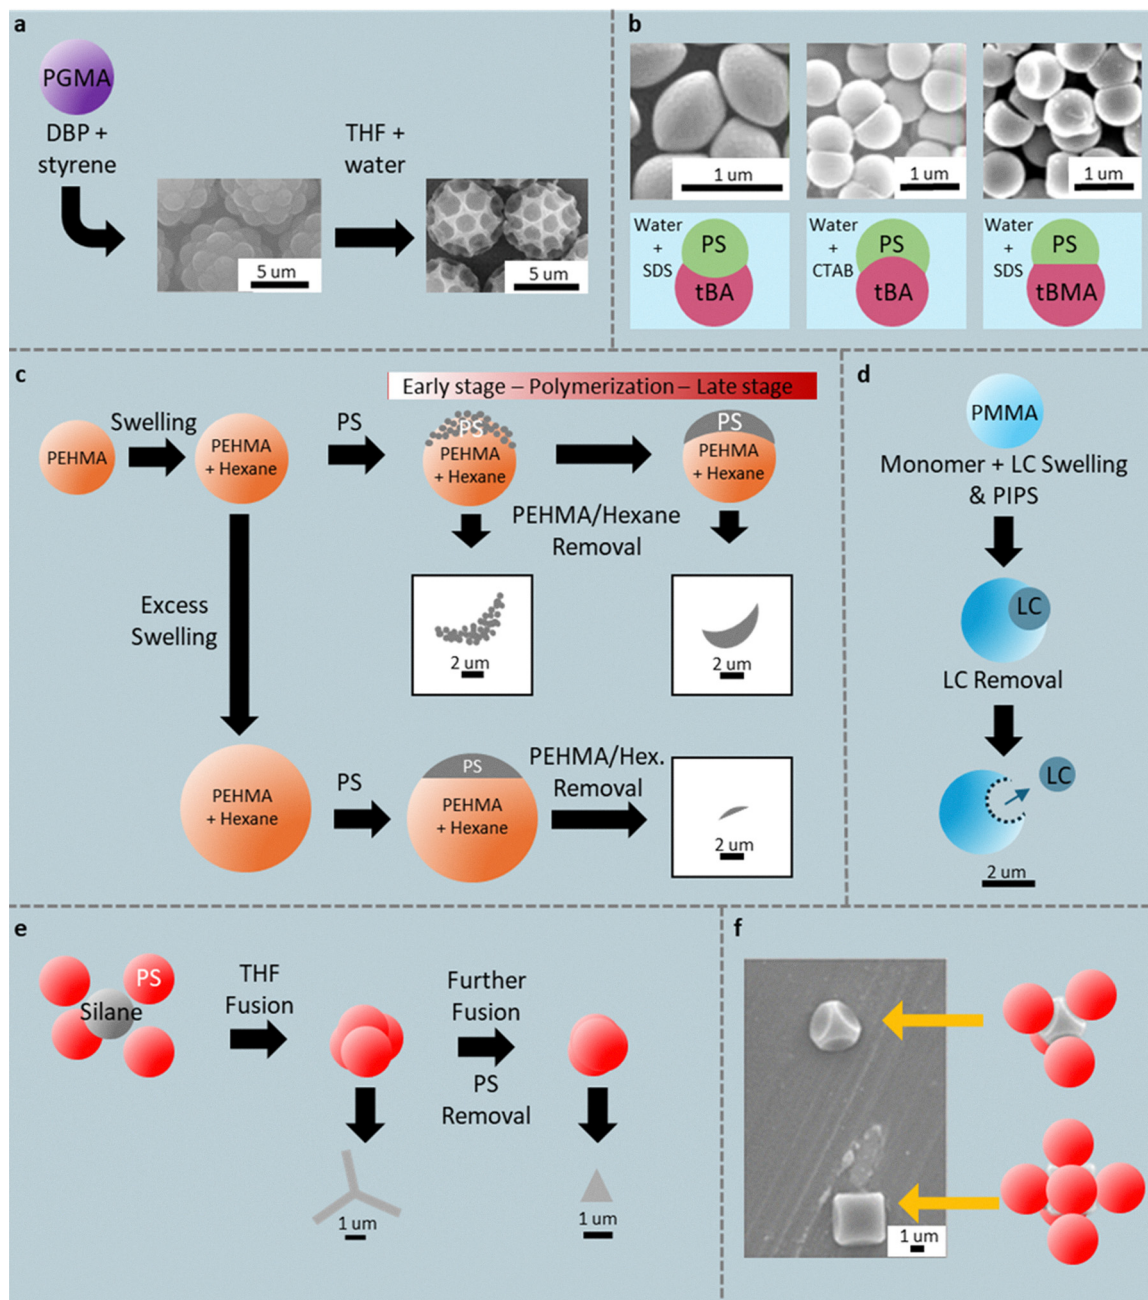 a
PGMA
DBP +
styrene
THF +
water
5 um
5 um
b
1 um
1 um
1 um
Water
+
SDS
PS
tBA
Water
+
CTAB
PS
tBA
Water
+
SDS
PS
tBMA
c
Early stage – Polymerization – Late stage
PEHMA
Swelling
PEHMA
+ Hexane
PS
PS
PEHMA
+ Hexane
PS
PEHMA
+ Hexane
PEHMA/Hexane
Removal
2 um
2 um
Excess
Swelling
PEHMA
+ Hexane
PS
PS
PEHMA
+ Hexane
PEHMA/Hex.
Removal
2 um
d
PMMA
Monomer + LC Swelling
& PIPS
LC
LC Removal
LC
2 um
e
PS
Silane
THF
Fusion
Further
Fusion
PS
Removal
1 um
1 um
f
1 um